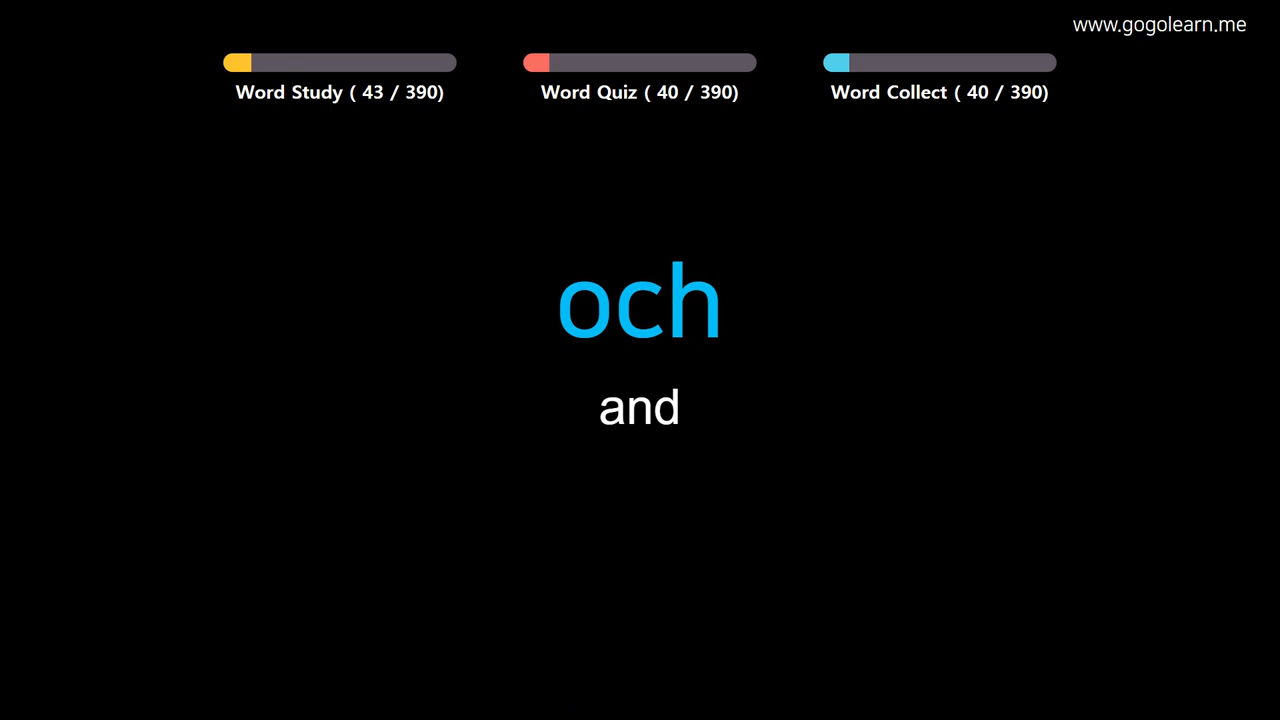 www.gogolearn.me
Word Study ( 43 / 390)
Word Quiz ( 40 / 390)
Word Collect ( 40 / 390)
och
and